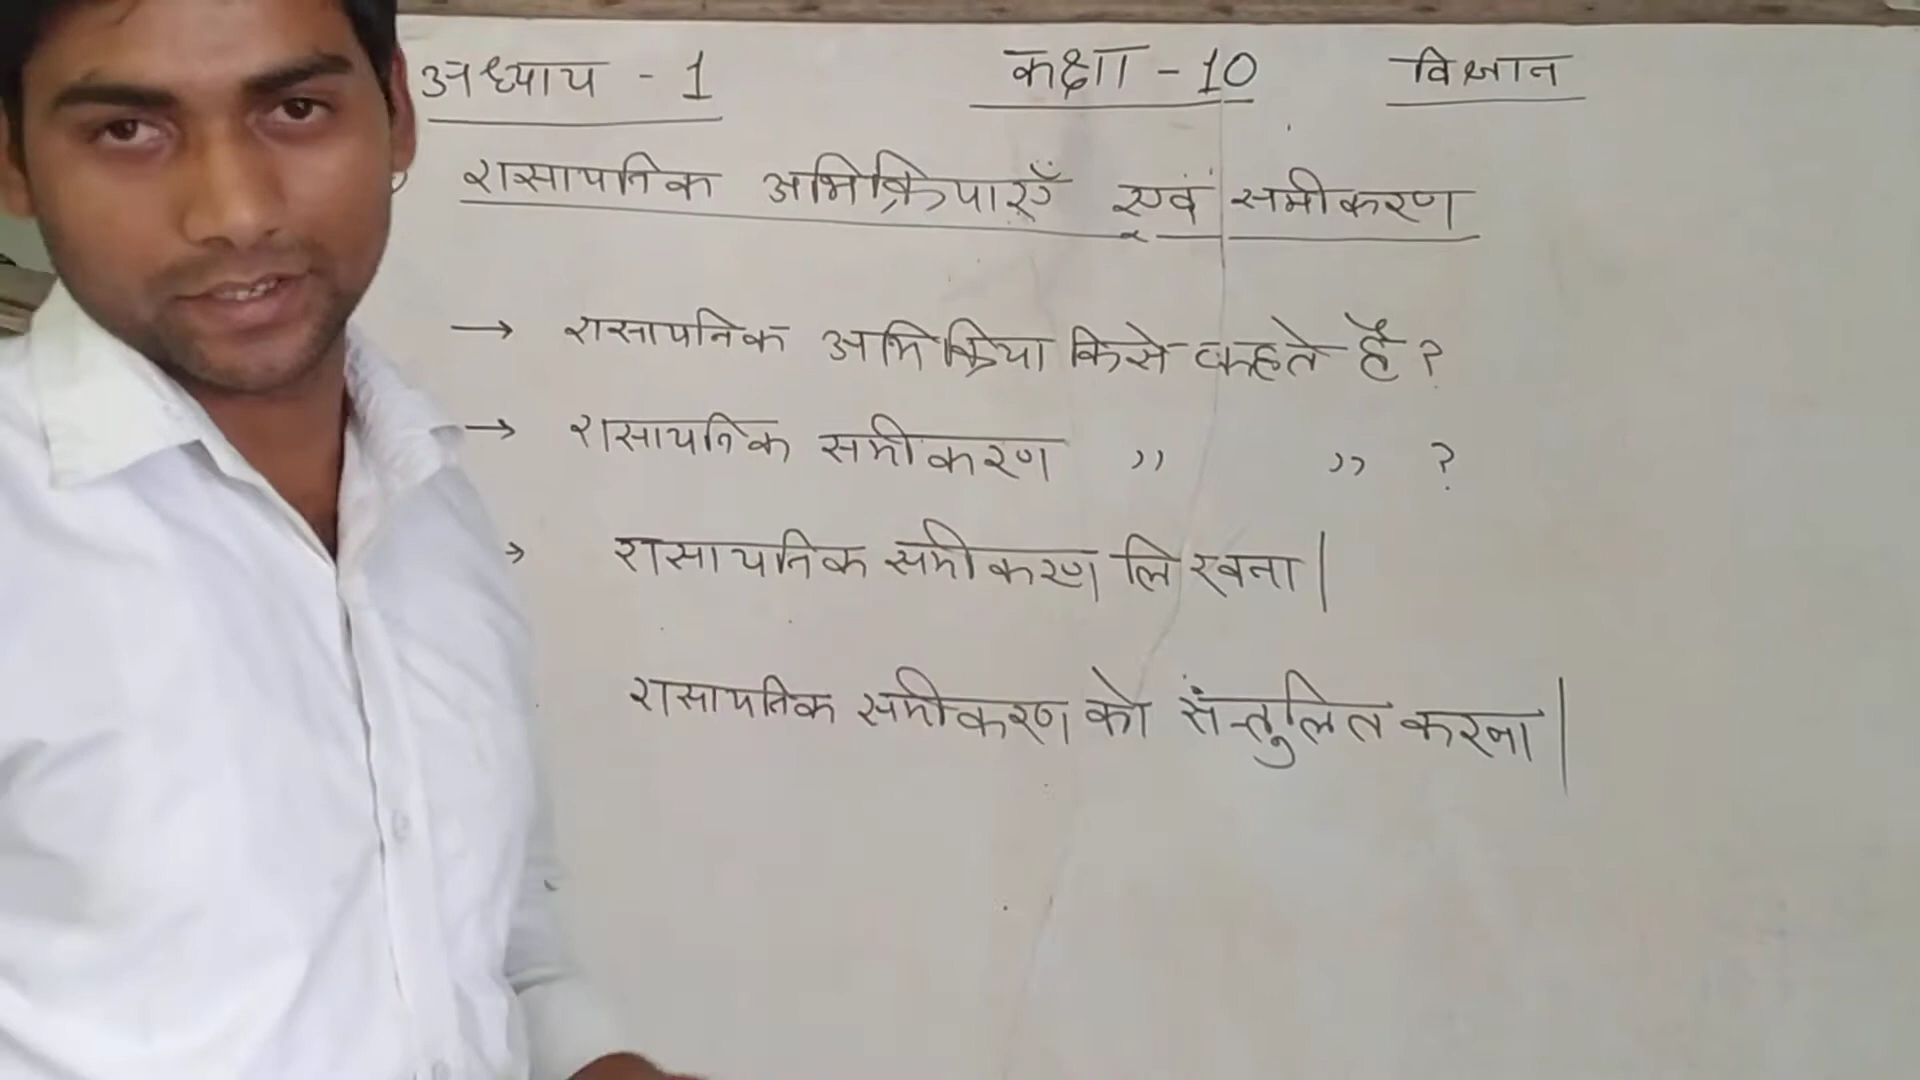 अध्याय - 1 कक्षा - 10 विज्ञान
रासायनिक अभिक्रियाएँ एवं समीकरण
→ रासायनिक अभिक्रिया किसे कहते है ?
→ रासायनिक समीकरण ,, ,, ?
→ रासायनिक समीकरण लिखना |
रासायनिक समीकरण को संन्तुलित करना |